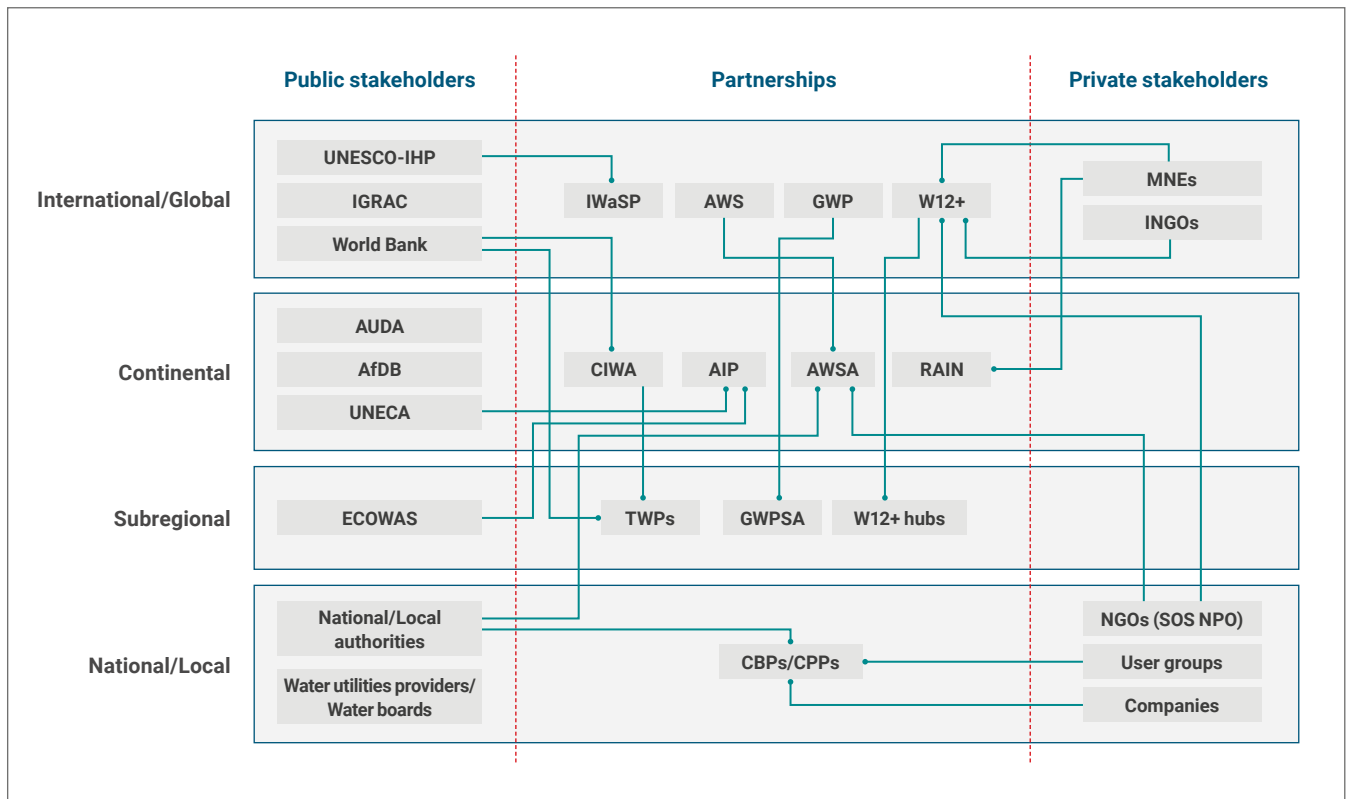 Public stakeholders
Partnerships
Private stakeholders
International/Global
UNESCO-IHP
IGRAC
World Bank
IWaSP
AWS
GWP
W12+
MNEs
INGOs
Continental
AUDA
AfDB
UNECA
CIWA
AIP
AWSA
RAIN
Subregional
ECOWAS
TWPs
GWPSA
W12+ hubs
National/Local
National/Local
authorities
Water utilities providers/
Water boards
CBPs/CPPs
NGOs (SOS NPO)
User groups
Companies